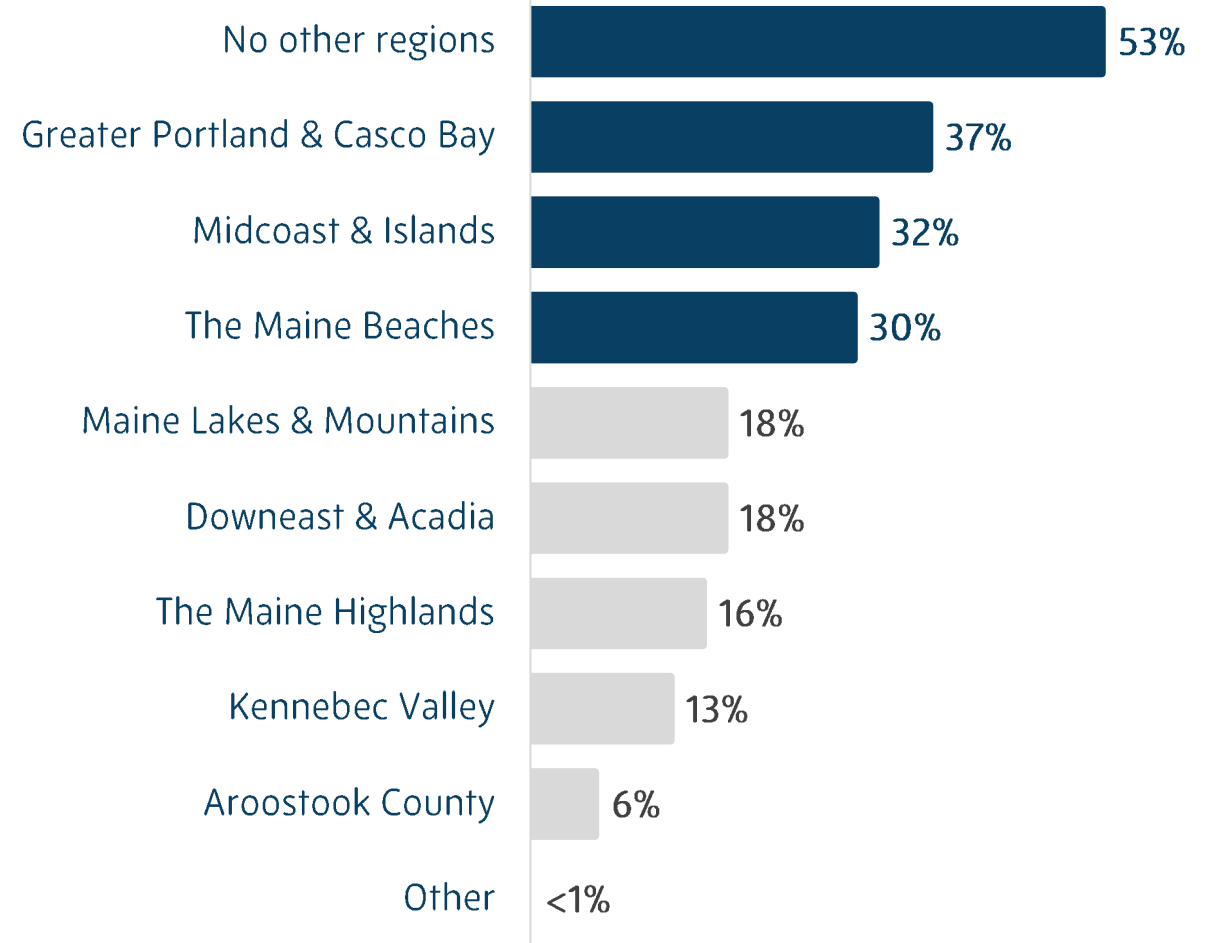 No other regions 53%
Greater Portland & Casco Bay 37%
Midcoast & Islands 32%
The Maine Beaches 30%
Maine Lakes & Mountains 18%
Downeast & Acadia 18%
The Maine Highlands 16%
Kennebec Valley 13%
Aroostook County 6%
Other <1%